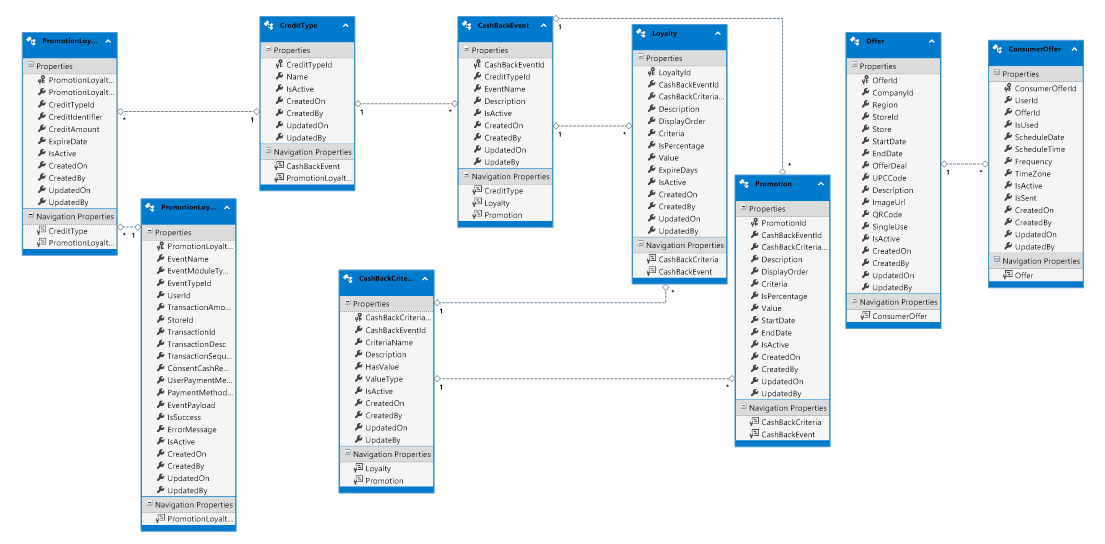 PromotionLoy...
Properties
PromotionLoyalt...
PromotionLoyalt...
CreditTypeId
CreditIdentifier
CreditAmount
ExpireDate
IsActive
CreatedOn
CreatedBy
UpdatedOn
UpdatedBy
Navigation Properties
CreditType
PromotionLoyalt...
*
1
*
1
PromotionLoy...
Properties
PromotionLoyalt...
EventName
EventModuleTy...
EventTypeId
UserId
TransactionAmo...
StoreId
TransactionId
TransactionDesc
TransactionSequ...
ConsentCashRe...
UserPaymentMe...
PaymentMethod...
EventPayload
IsSuccess
ErrorMessage
IsActive
CreatedOn
CreatedBy
UpdatedOn
UpdatedBy
Navigation Properties
PromotionLoyalt...
CreditType
Properties
CreditTypeId
Name
IsActive
CreatedOn
CreatedBy
UpdatedOn
UpdatedBy
Navigation Properties
CashBackEvent
PromotionLoyalt...
1
*
CashBackEvent
Properties
CashBackEventId
CreditTypeId
EventName
Description
IsActive
CreatedOn
CreatedBy
UpdatedOn
UpdateBy
Navigation Properties
CreditType
Loyalty
Promotion
1
1
*
CashBackCrite...
Properties
CashBackCriteria...
CashBackEventId
CriteriaName
Description
HasValue
ValueType
IsActive
CreatedOn
CreatedBy
UpdatedOn
UpdateBy
Navigation Properties
Loyalty
Promotion
1
*
1
*
Loyalty
Properties
LoyaltyId
CashBackEventId
CashBackCriteria...
Description
DisplayOrder
Criteria
IsPercentage
Value
ExpireDays
IsActive
CreatedOn
CreatedBy
UpdatedOn
UpdatedBy
Navigation Properties
CashBackCriteria
CashBackEvent
*
Promotion
Properties
PromotionId
CashBackEventId
CashBackCriteria...
Description
DisplayOrder
Criteria
IsPercentage
Value
StartDate
EndDate
IsActive
CreatedOn
CreatedBy
UpdatedOn
UpdatedBy
Navigation Properties
CashBackCriteria
CashBackEvent
Offer
Properties
OfferId
CompanyId
Region
StoreId
Store
StartDate
EndDate
OfferDeal
UPCCode
Description
ImageUrl
QRCode
SingleUse
IsActive
CreatedOn
CreatedBy
UpdatedOn
UpdatedBy
Navigation Properties
ConsumerOffer
1
*
ConsumerOffer
Properties
ConsumerOfferId
UserId
OfferId
IsUsed
ScheduleDate
ScheduleTime
Frequency
TimeZone
IsActive
IsSent
CreatedOn
CreatedBy
UpdatedOn
UpdatedBy
Navigation Properties
Offer